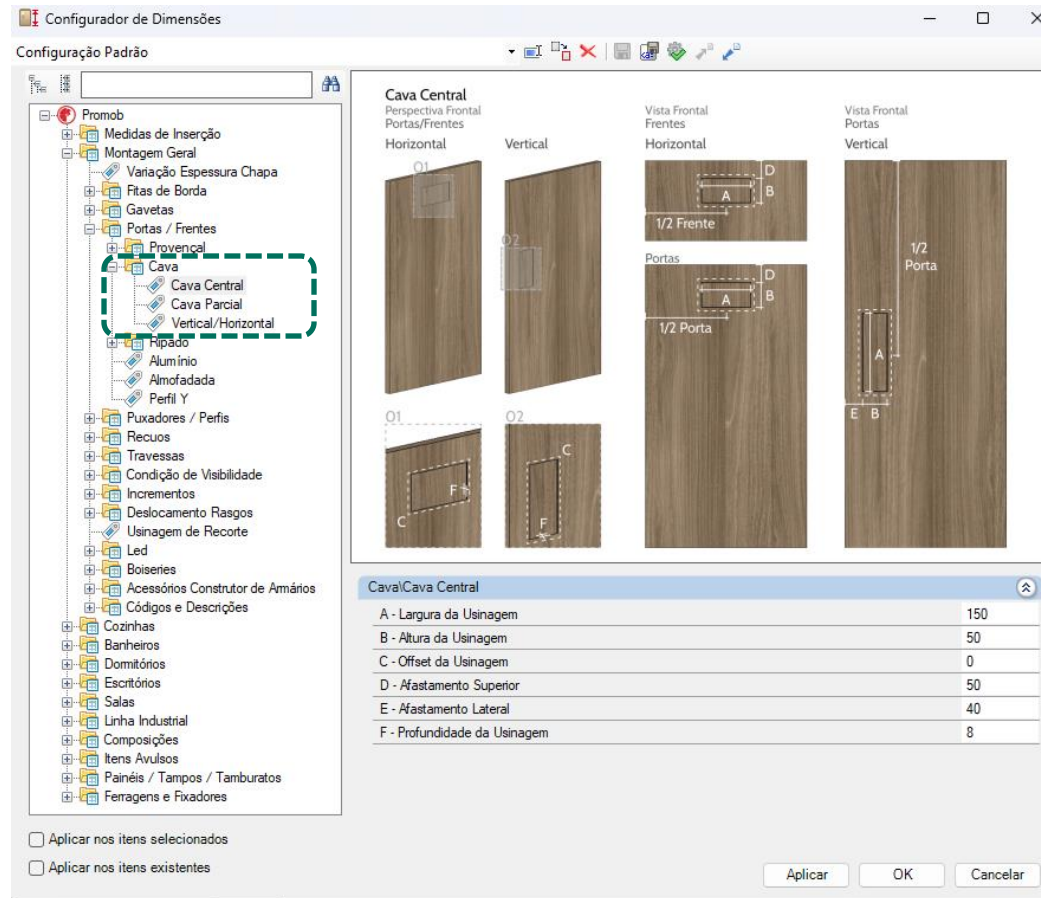 Configurador de Dimensões
Configuração Padrão
Promob
Medidas de Inserção
Montagem Geral
Variação Espessura Chapa
Fitas de Borda
Gavetas
Portas / Frentes
Provençal
Cava
Cava Central
Cava Parcial
Vertical/Horizontal
Ripado
Alumínio
Almofadada
Perfil Y
Puxadores / Perfis
Recuos
Travessas
Condição de Visibilidade
Incrementos
Deslocamento Rasgos
Usinagem de Recorte
Led
Boiseries
Acessórios Construtor de Armários
Códigos e Descrições
Cozinhas
Banheiros
Dormitórios
Escritórios
Salas
Linha Industrial
Composições
Itens Avulsos
Painéis / Tampos / Tamburatos
Ferragens e Fixadores
Aplicar nos itens selecionados
Aplicar nos itens existentes
Cava Central
Perspectiva Frontal
Portas/Frentes
Horizontal
Vertical
01
02
01
02
C
F
C
F
Vista Frontal
Frentes
Horizontal
D
A
B
1/2 Frente
Portas
D
A
B
1/2 Porta
Vista Frontal
Portas
Vertical
1/2
Porta
A
E B
Cava\Cava Central
A - Largura da Usinagem 150
B - Altura da Usinagem 50
C - Offset da Usinagem 0
D - Afastamento Superior 50
E - Afastamento Lateral 40
F - Profundidade da Usinagem 8
Aplicar OK Cancelar